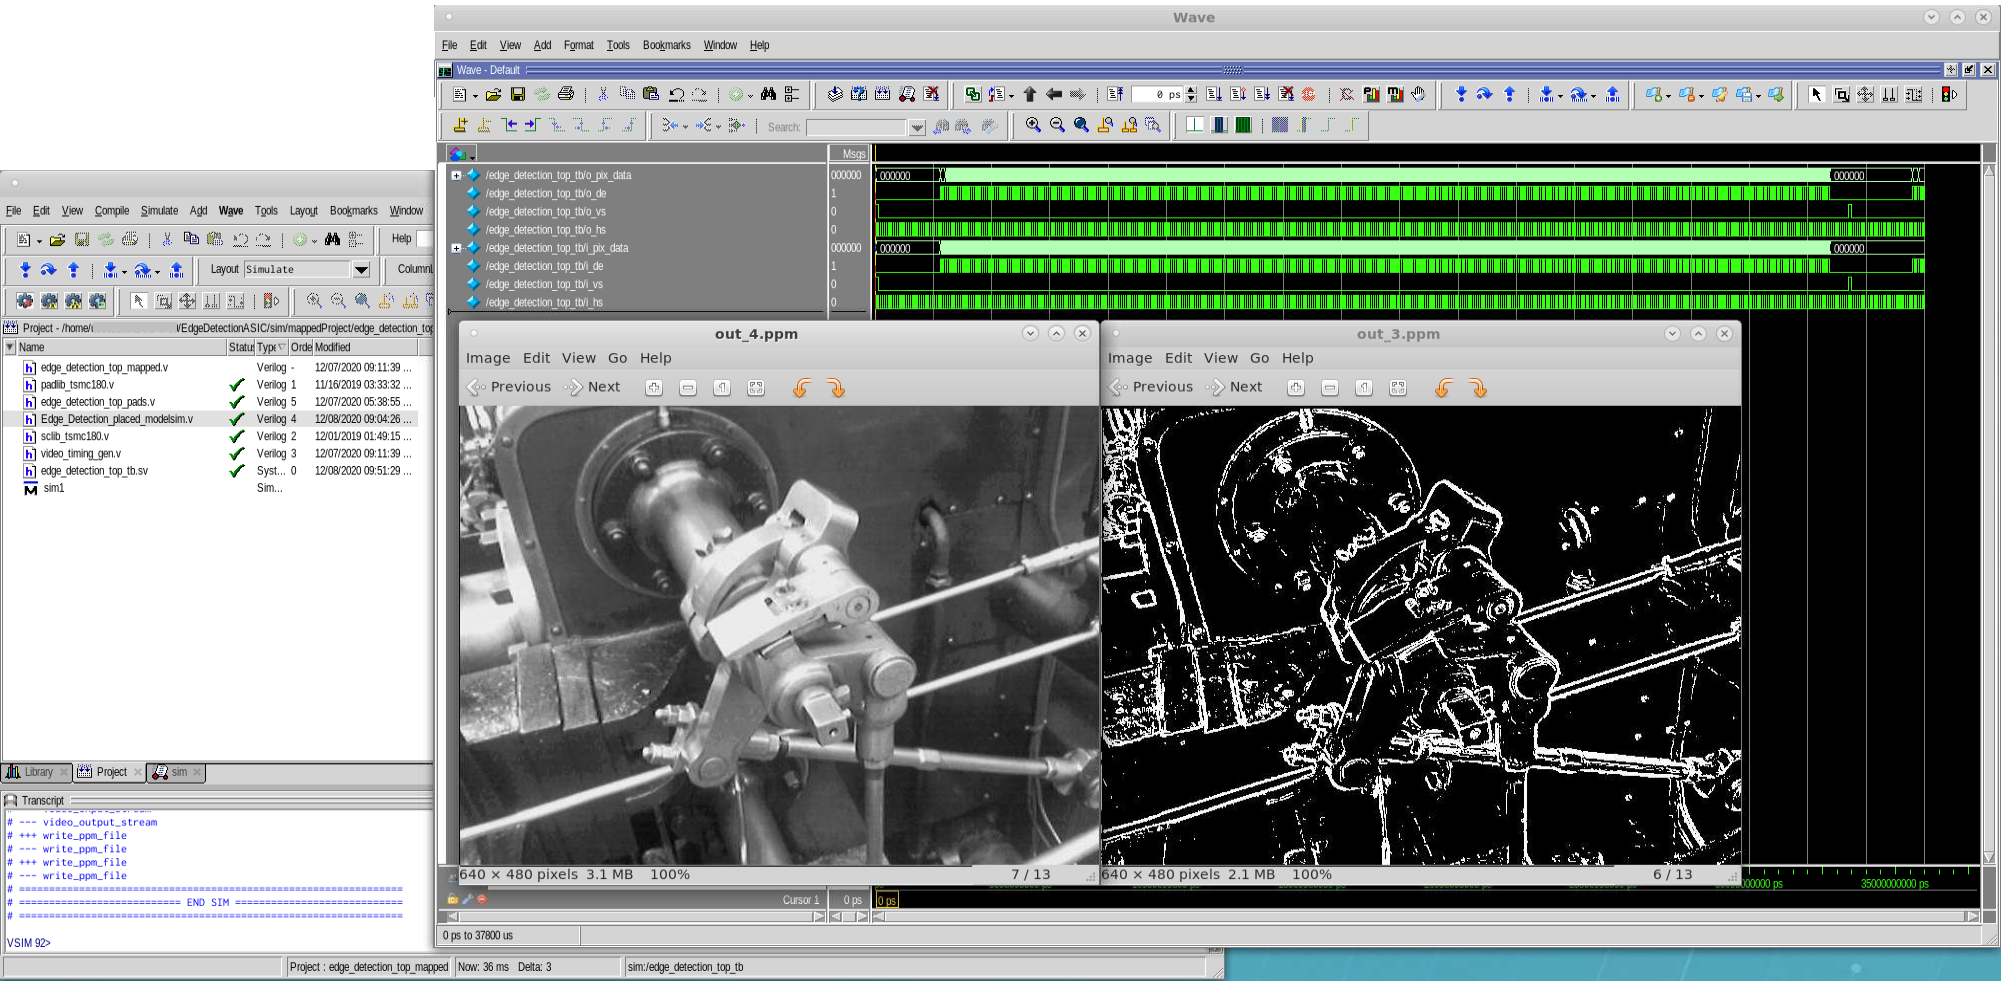 Wave
File Edit View Add Format Tools Bookmarks Window Help
Wave - Default
0 ps
Search:
Msgs
/edge_detection_top_tb/o_pix_data 000000 000000 000000
/edge_detection_top_tb/o_de 1
/edge_detection_top_tb/o_vs 0
/edge_detection_top_tb/o_hs 0
/edge_detection_top_tb/i_pix_data 000000 000000 000000
/edge_detection_top_tb/i_de 1
/edge_detection_top_tb/i_vs 0
/edge_detection_top_tb/i_hs 0
File Edit View Compile Simulate Add Wave Tools Layout Bookmarks Window
Help
Layout Simulate
Project - /home/ /EdgeDetectionASIC/sim/mappedProject/edge_detection_top
Name Status Type Orde Modified
edge_detection_top_mapped.v Verilog - 12/07/2020 09:11:39 ...
padlib_tsmc180.v Verilog 1 11/16/2019 03:33:32 ...
edge_detection_top_pads.v Verilog 5 12/07/2020 05:38:55 ...
Edge_Detection_placed_modelsim.v Verilog 4 12/08/2020 09:04:26 ...
sclib_tsmc180.v Verilog 2 12/01/2019 01:49:15 ...
video_timing_gen.v Verilog 3 12/07/2020 09:11:39 ...
edge_detection_top_tb.sv Syst... 0 12/08/2020 09:51:29 ...
sim1 Sim...
Library Project sim
Transcript
# --- video_output_stream
# +++ write_ppm_file
# --- write_ppm_file
# +++ write_ppm_file
# --- write_ppm_file
# =======================================================
# ======================== END SIM ========================
# =======================================================
VSIM 92>
out_4.ppm
Image Edit View Go Help
Previous Next
640 × 480 pixels 3.1 MB 100% 7 / 13
out_3.ppm
Image Edit View Go Help
Previous Next
640 × 480 pixels 2.1 MB 100% 6 / 13
35000000000 ps
Cursor 1 0 ps 0 ps
0 ps to 37800 us
Project : edge_detection_top_mapped Now: 36 ms Delta: 3 sim:/edge_detection_top_tb